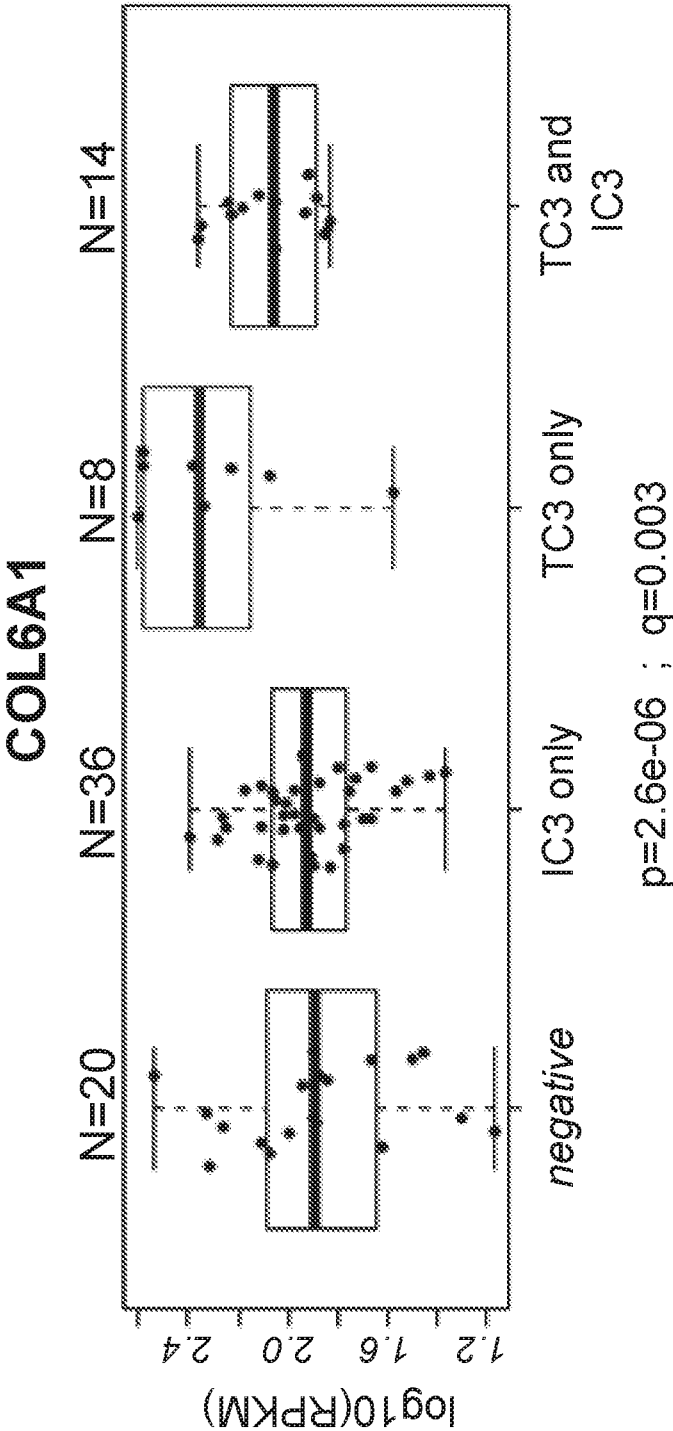 COL6A1
N=20 N=36 N=8 N=14
log10(RPKM)
2.4
2.0
1.6
1.2
negative IC3 only TC3 only TC3 and
IC3
p=2.6e-06 ; q=0.003